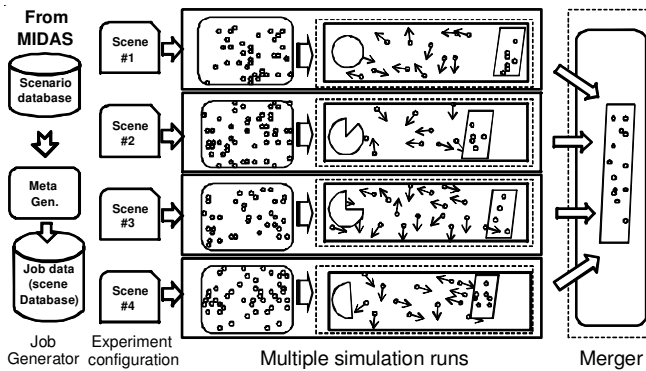 From
MIDAS
Scenario
database
Meta
Gen.
Job data
(scene
Database)
Job
Generator
Scene
#1
Scene
#2
Scene
#3
Scene
#4
Experiment
configuration
Multiple simulation runs
Merger